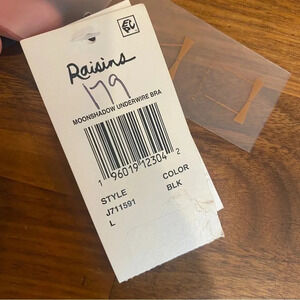 Raisins
179
MOONSHADOW UNDERWIRE BRA
1 96019 12304 2
STYLE COLOR
J711591 BLK
L